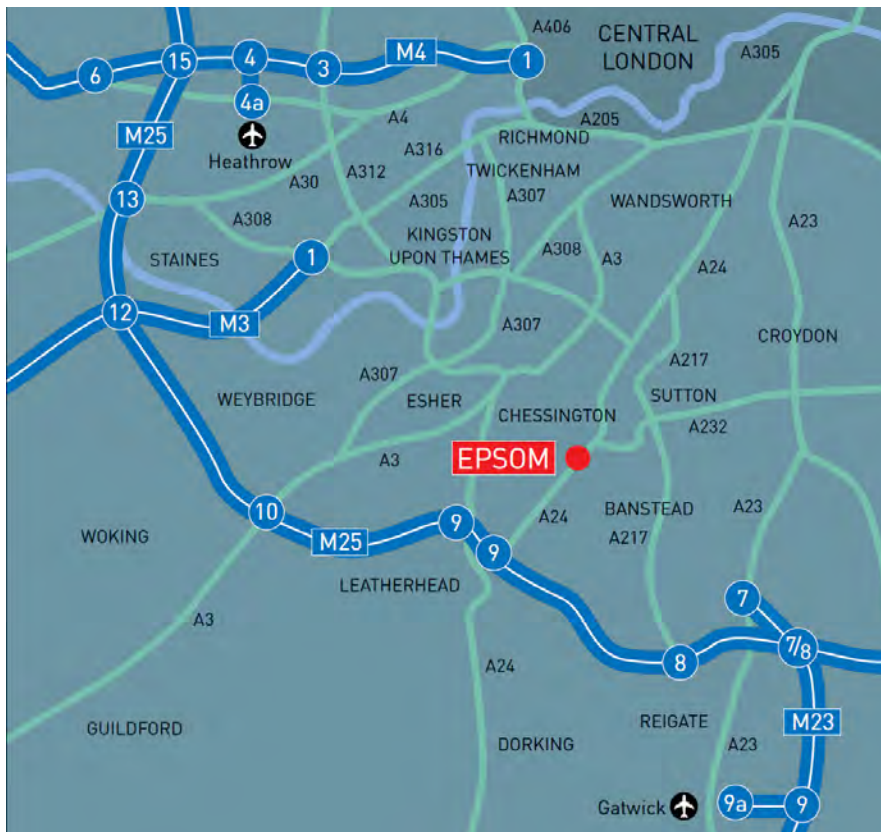 A406
CENTRAL
LONDON
A305
M4
15
4
3
1
6
4a
M25
Heathrow
A4
A205
RICHMOND
A316
TWICKENHAM
A312
A30
A307
WANDSWORTH
13
A305
A308
A23
KINGSTON
UPON THAMES
A308
A3
A24
STAINES
1
12
M3
A307
CROYDON
A217
A307
WEYBRIDGE
ESHER
SUTTON
CHESSINGTON
A232
EPSOM
A3
10
9
A24
BANSTEAD
A23
WOKING
M25
9
A217
LEATHERHEAD
7
A3
7/8
8
A24
GUILDFORD
REIGATE
M23
DORKING
A23
Gatwick
9a
9